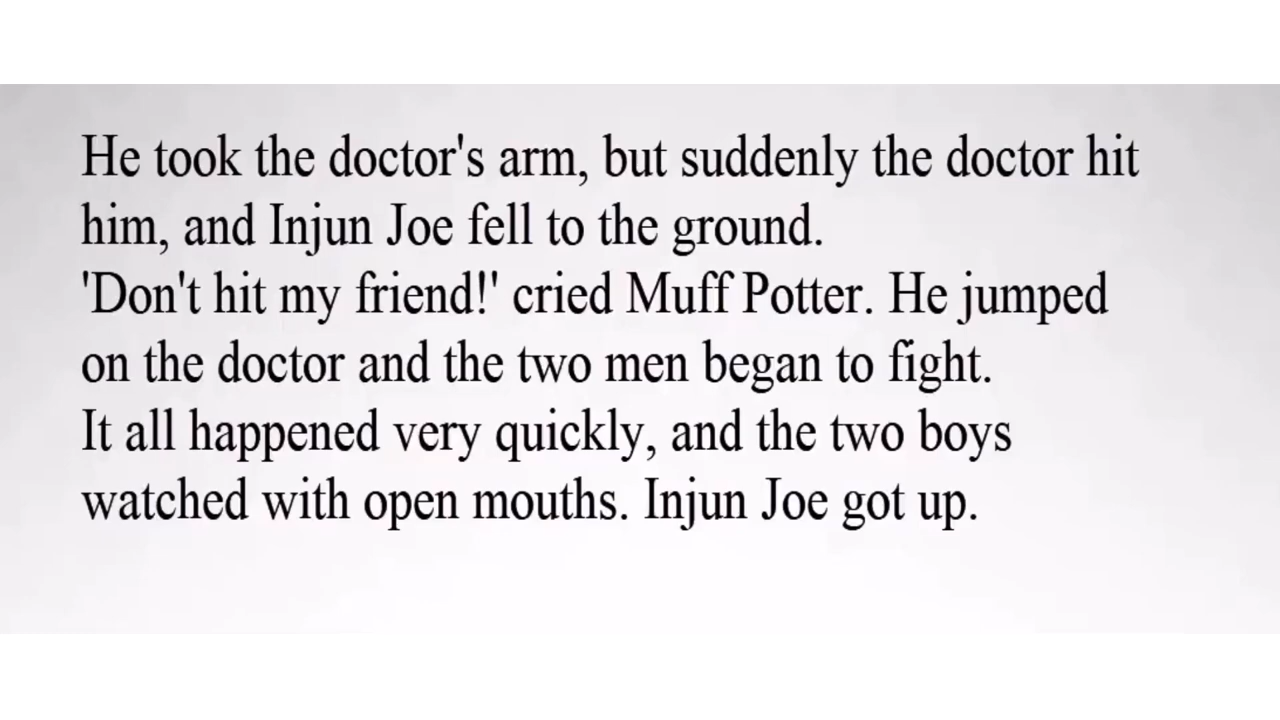 He took the doctor's arm, but suddenly the doctor hit
him, and Injun Joe fell to the ground.
'Don't hit my friend!' cried Muff Potter. He jumped
on the doctor and the two men began to fight.
It all happened very quickly, and the two boys
watched with open mouths. Injun Joe got up.